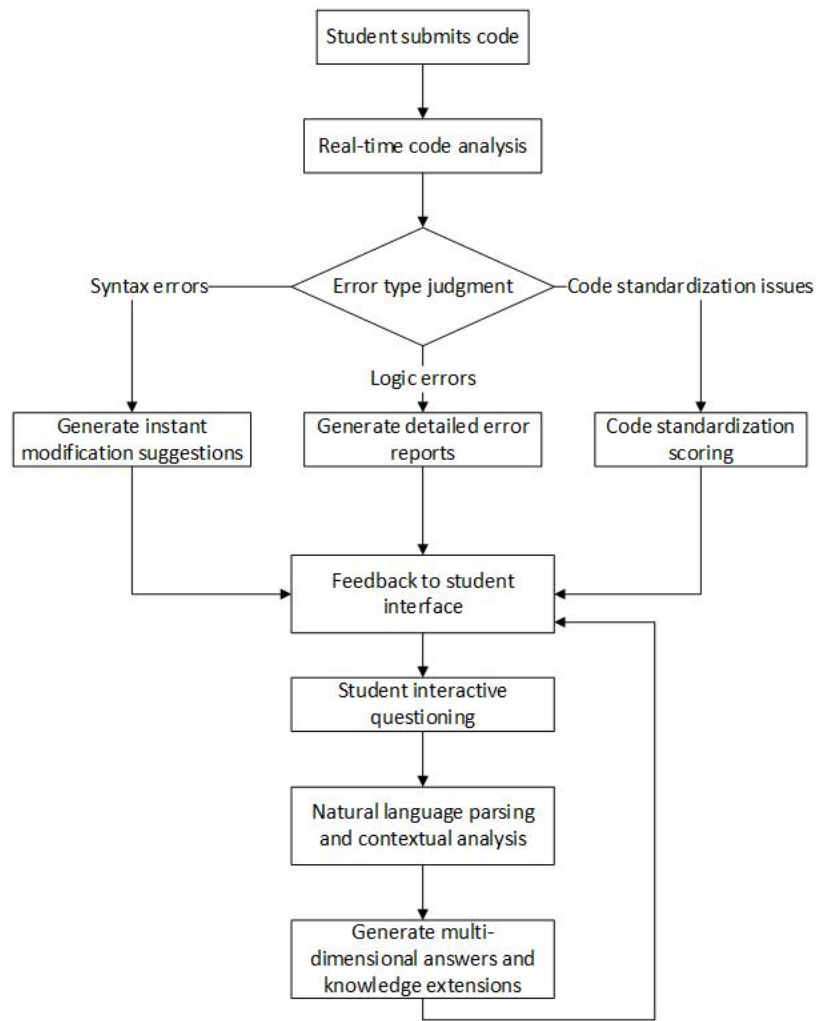 Student submits code
Real-time code analysis
Error type judgment
Syntax errors
Code standardization issues
Logic errors
Generate instant
modification suggestions
Generate detailed error
reports
Code standardization
scoring
Feedback to student
interface
Student interactive
questioning
Natural language parsing
and contextual analysis
Generate multi-
dimensional answers and
knowledge extensions